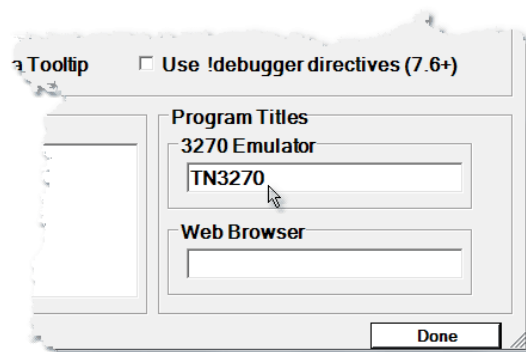 a Tooltip
Use !debugger directives (7.6+)
Program Titles
3270 Emulator
TN3270
Web Browser
Done